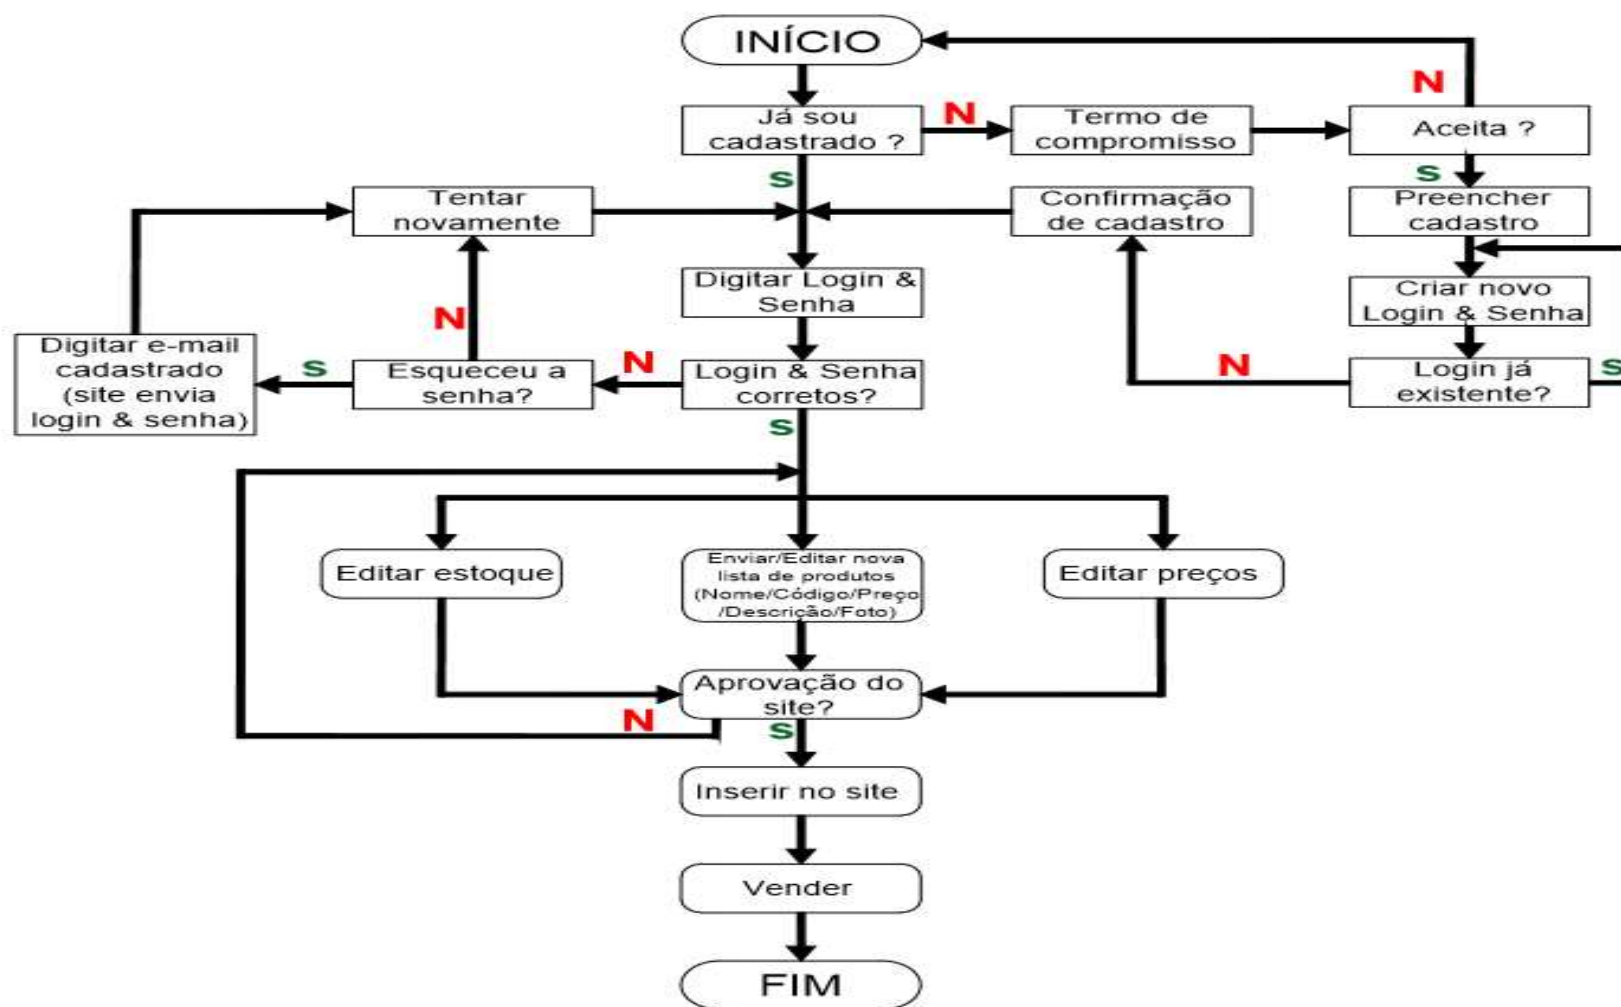 INÍCIO
N
Já sou
cadastrado ?
N
Termo de
compromisso
Aceita ?
S
S
Tentar
novamente
Confirmação
de cadastro
Preencher
cadastro
Digitar Login &
Senha
Criar novo
Login & Senha
N
Digitar e-mail
cadastrado
(site envia
login & senha)
S
Esqueceu a
senha?
N
Login & Senha
corretos?
N
Login já
existente?
S
S
Editar estoque
Enviar/Editar nova
lista de produtos
(Nome/Código/Preço
/Descrição/Foto)
Editar preços
Aprovação do
site?
N
S
Inserir no site
Vender
FIM